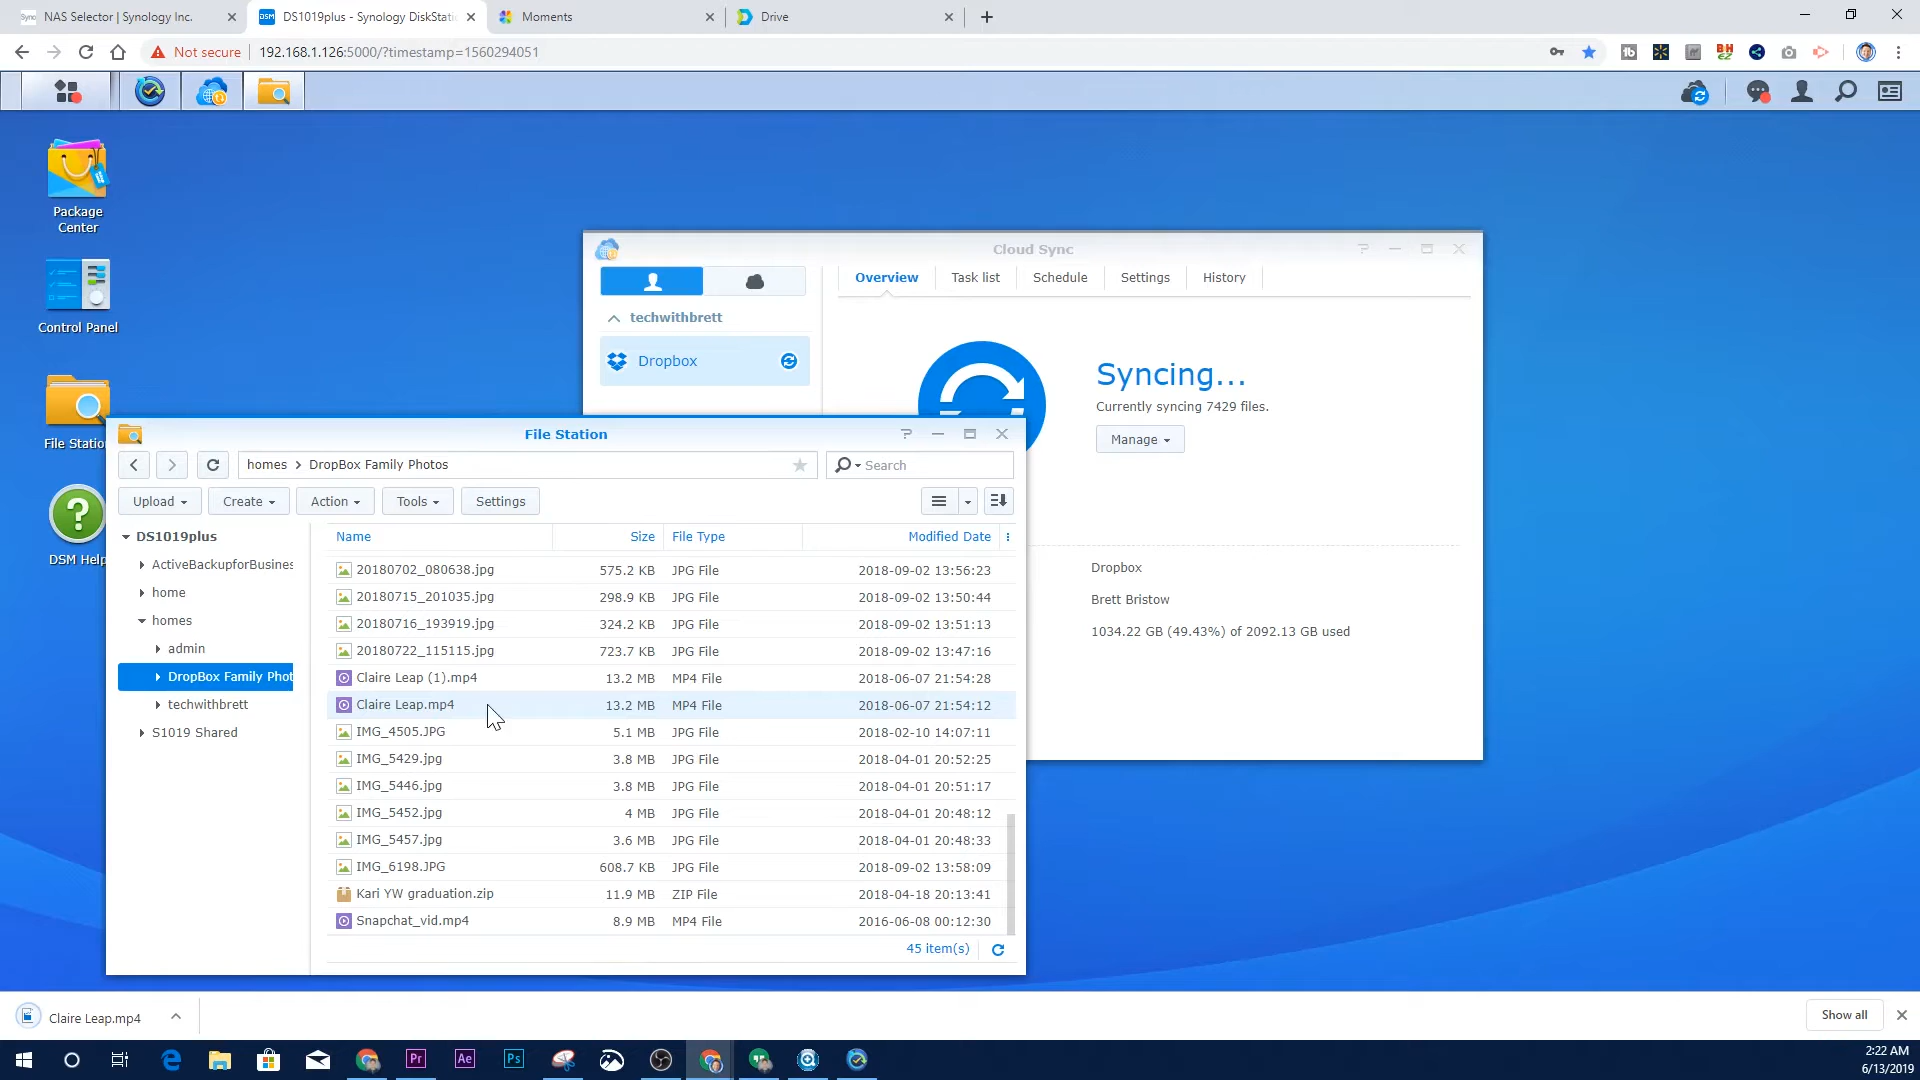 NAS Selector | Synology Inc.
DS1019plus - Synology DiskStati
Moments
Drive
Not secure
192.168.1.126:5000/?timestamp=1560294051
Package
Center
Control Panel
File Statio
DSM Help
Cloud Sync
techwithbrett
Dropbox
Overview
Task list
Schedule
Settings
History
Syncing...
Currently syncing 7429 files.
Manage
Dropbox
Brett Bristow
1034.22 GB (49.43%) of 2092.13 GB used
File Station
homes > DropBox Family Photos
Search
Upload
Create
Action
Tools
Settings
DS1019plus
ActiveBackupforBusines
home
homes
admin
DropBox Family Phot
techwithbrett
S1019 Shared
Name Size File Type Modified Date
20180702_080638.jpg 575.2 KB JPG File 2018-09-02 13:56:23
20180715_201035.jpg 298.9 KB JPG File 2018-09-02 13:50:44
20180716_193919.jpg 324.2 KB JPG File 2018-09-02 13:51:13
20180722_115115.jpg 723.7 KB JPG File 2018-09-02 13:47:16
Claire Leap (1).mp4 13.2 MB MP4 File 2018-06-07 21:54:28
Claire Leap.mp4 13.2 MB MP4 File 2018-06-07 21:54:12
IMG_4505.JPG 5.1 MB JPG File 2018-02-10 14:07:11
IMG_5429.jpg 3.8 MB JPG File 2018-04-01 20:52:25
IMG_5446.jpg 3.8 MB JPG File 2018-04-01 20:51:17
IMG_5452.jpg 4 MB JPG File 2018-04-01 20:48:12
IMG_5457.jpg 3.6 MB JPG File 2018-04-01 20:48:33
IMG_6198.JPG 608.7 KB JPG File 2018-09-02 13:58:09
Kari YW graduation.zip 11.9 MB ZIP File 2018-04-18 20:13:41
Snapchat_vid.mp4 8.9 MB MP4 File 2016-06-08 00:12:30
45 item(s)
Claire Leap.mp4
Show all
Pr
Ae
Ps
2:22 AM
6/13/2019